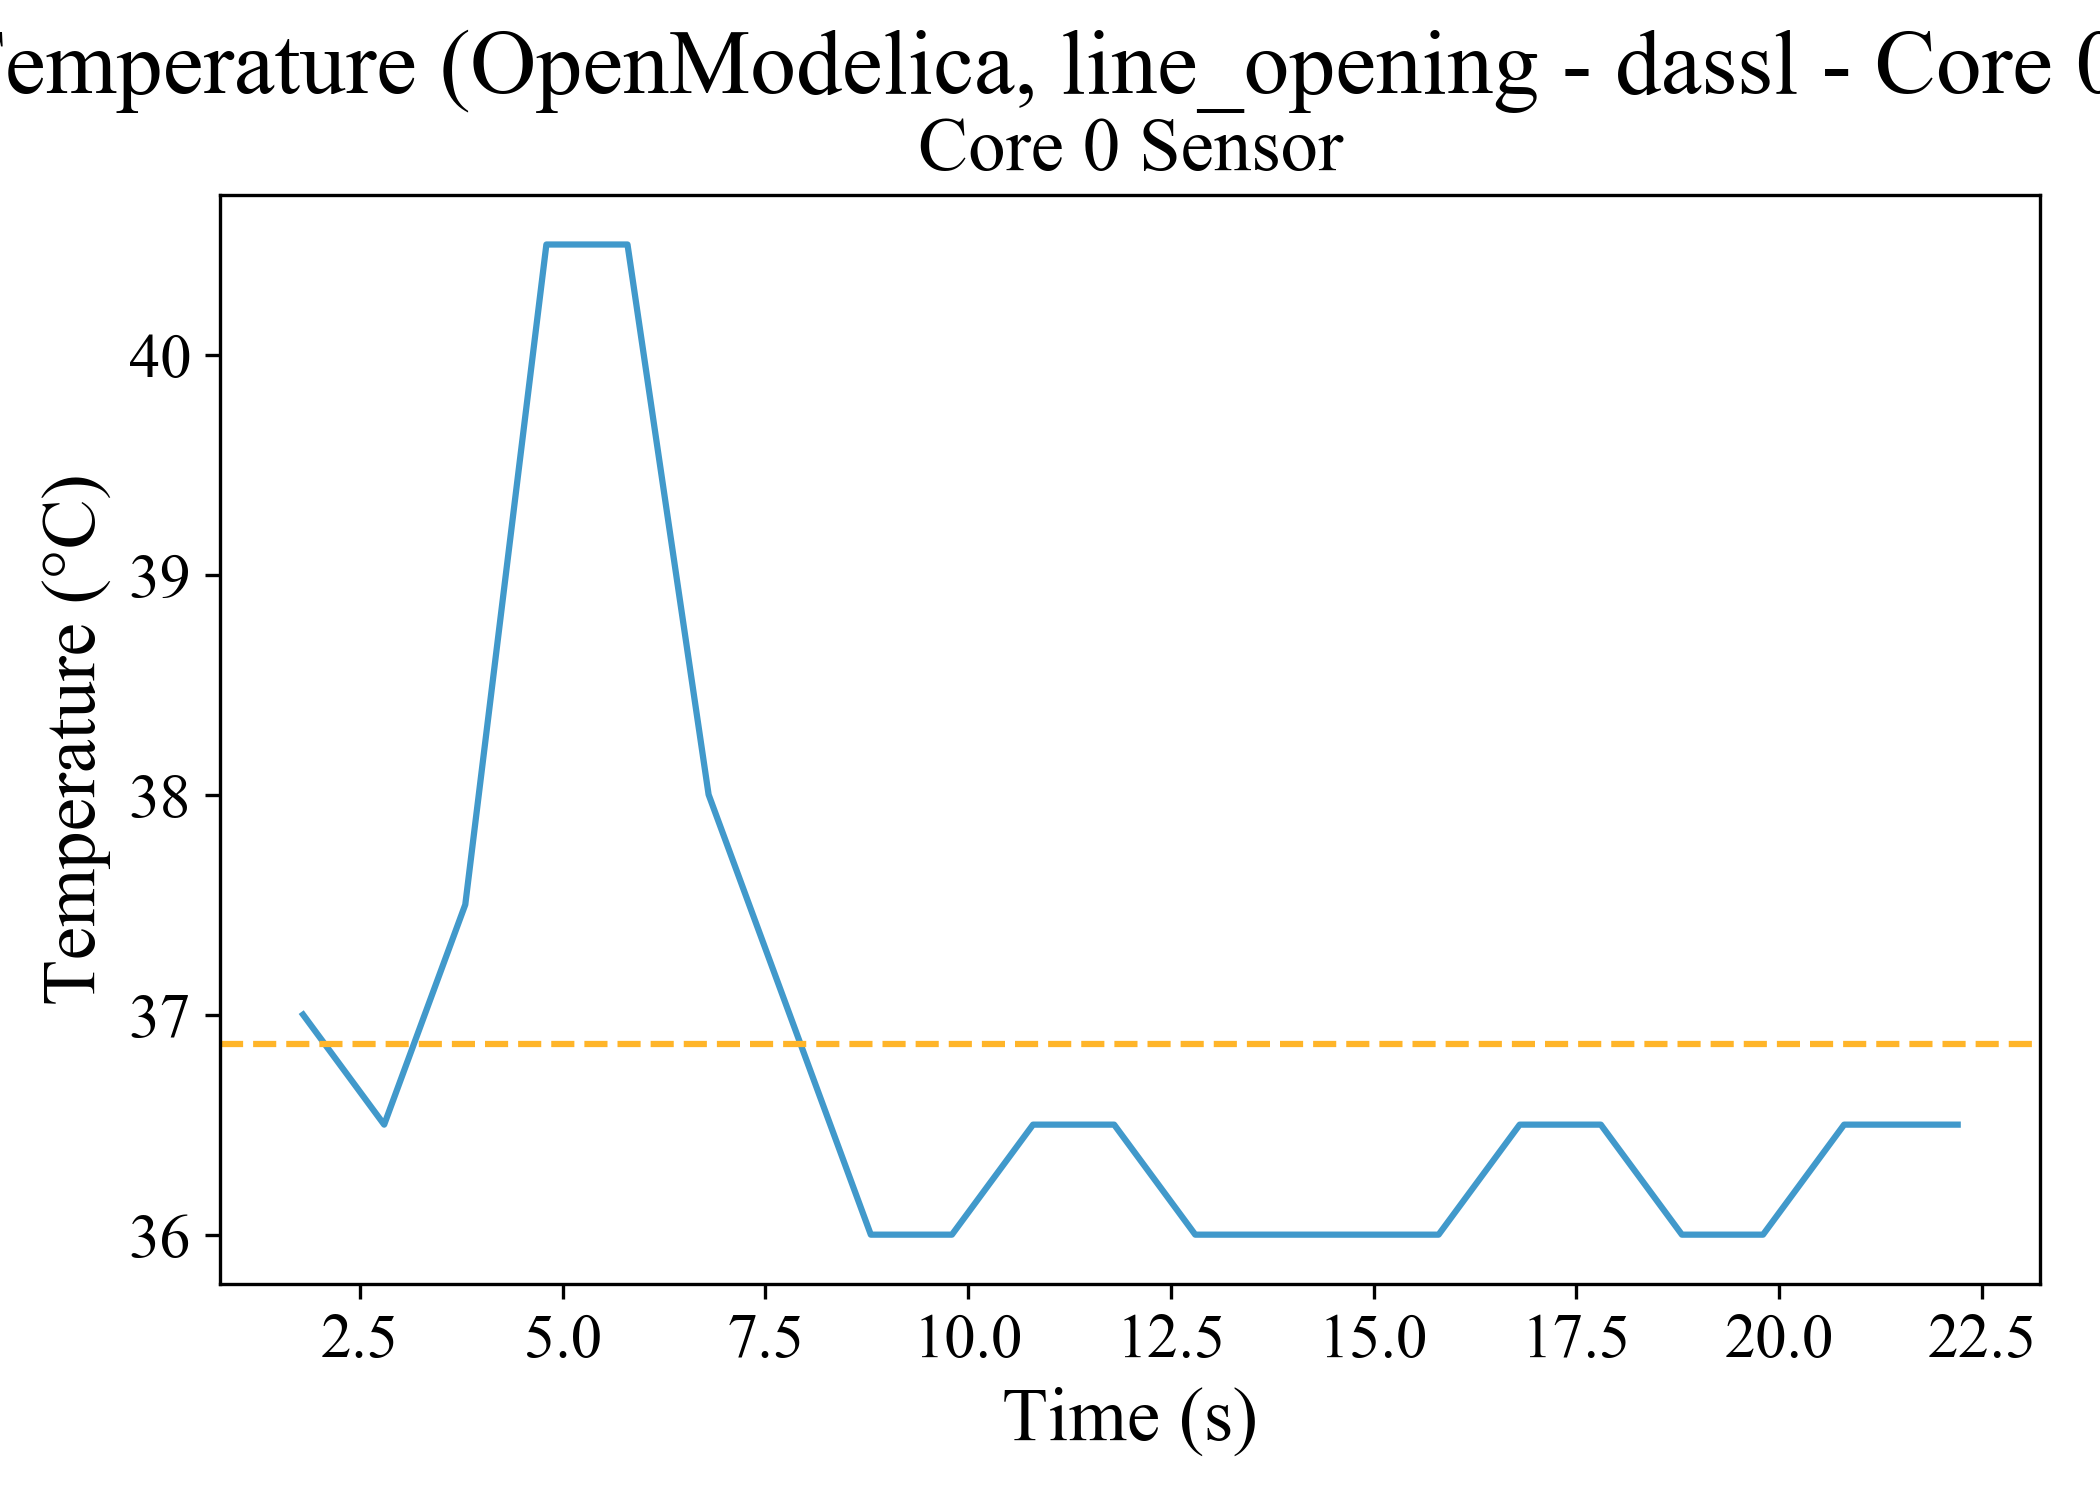 emperature (OpenModelica, line_opening - dassl - Core 0
Core 0 Sensor
Temperature (°C)
40
39
38
37
36
2.5 5.0 7.5 10.0 12.5 15.0 17.5 20.0 22.5
Time (s)